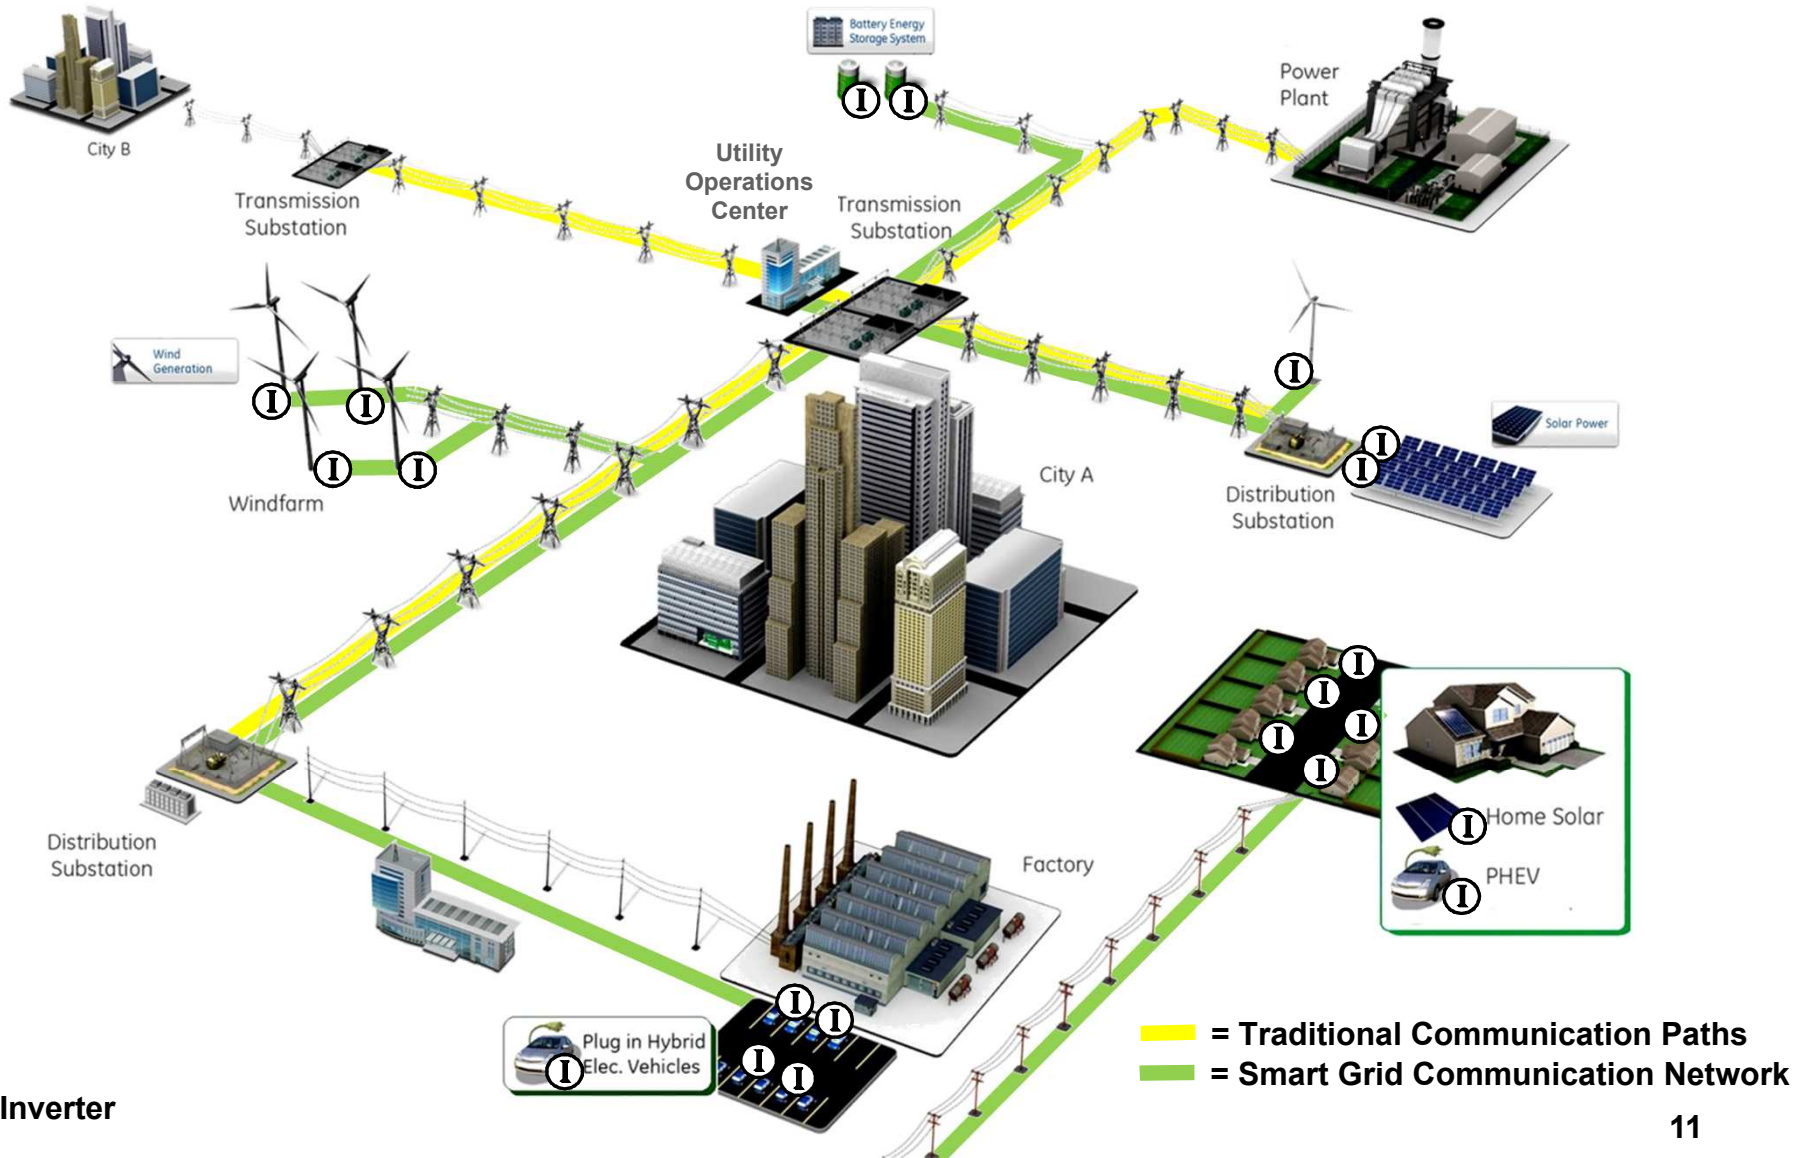 Battery Energy
Storage System
Power
Plant
City B
Utility
Operations
Center
Transmission
Substation
Transmission
Substation
Wind
Generation
I
I
I
I
I
I
I
Windfarm
Solar Power
I
I
City A
Distribution
Substation
I
I
I
I
I
Home Solar
I
PHEV
I
Distribution
Substation
Factory
I
I
I
I
Plug in Hybrid
Elec. Vehicles
I
= Traditional Communication Paths
= Smart Grid Communication Network
Inverter
11